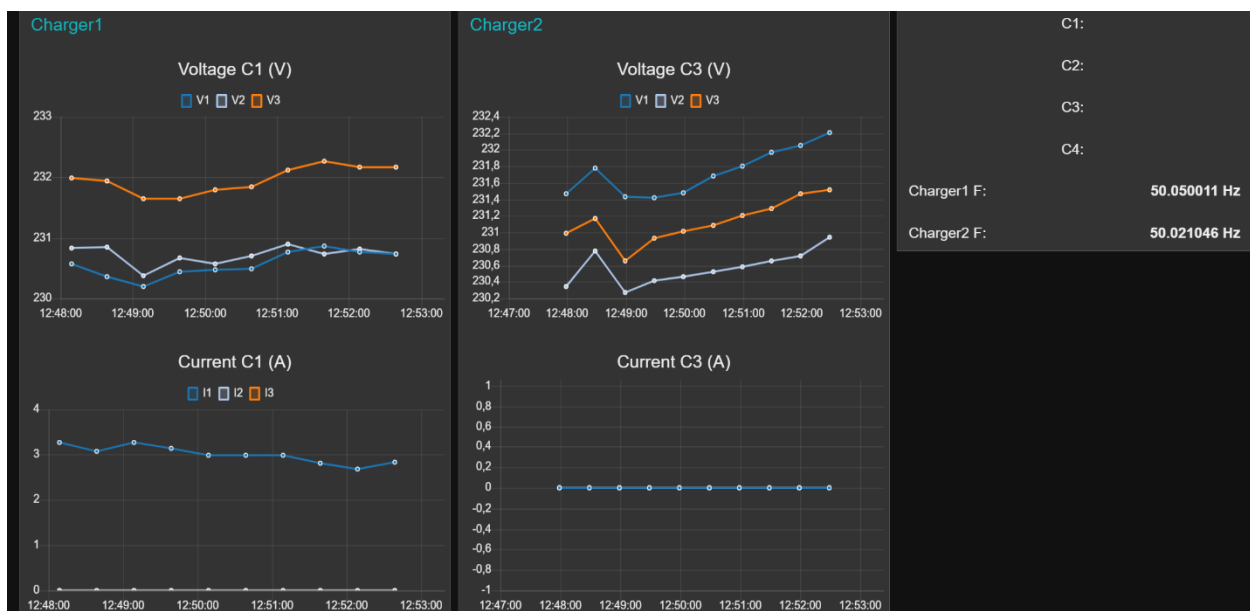 Charger1
Voltage C1 (V)
V1 V2 V3
233
232
231
230
12:48:00 12:49:00 12:50:00 12:51:00 12:52:00 12:53:00
Current C1 (A)
I1 I2 I3
4
3
2
1
0
12:48:00 12:49:00 12:50:00 12:51:00 12:52:00 12:53:00
Charger2
Voltage C3 (V)
V1 V2 V3
232,4
232,2
232
231,8
231,6
231,4
231,2
231
230,8
230,6
230,4
230,2
12:47:00 12:48:00 12:49:00 12:50:00 12:51:00 12:52:00 12:53:00
Current C3 (A)
1
0,8
0,6
0,4
0,2
0
-0,2
-0,4
-0,6
-0,8
-1
12:47:00 12:48:00 12:49:00 12:50:00 12:51:00 12:52:00 12:53:00
C1:
C2:
C3:
C4:
Charger1 F: 50.050011 Hz
Charger2 F: 50.021046 Hz